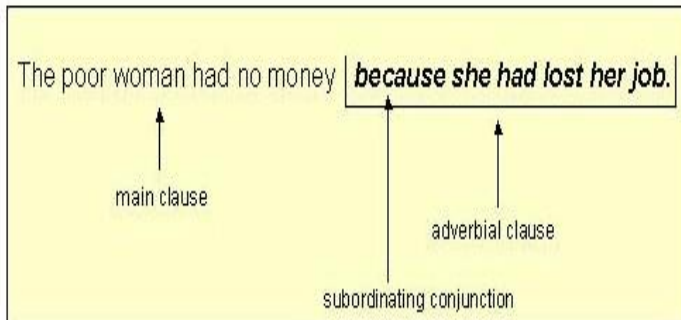 The poor woman had no money because she had lost her job.
main clause
adverbial clause
subordinating conjunction